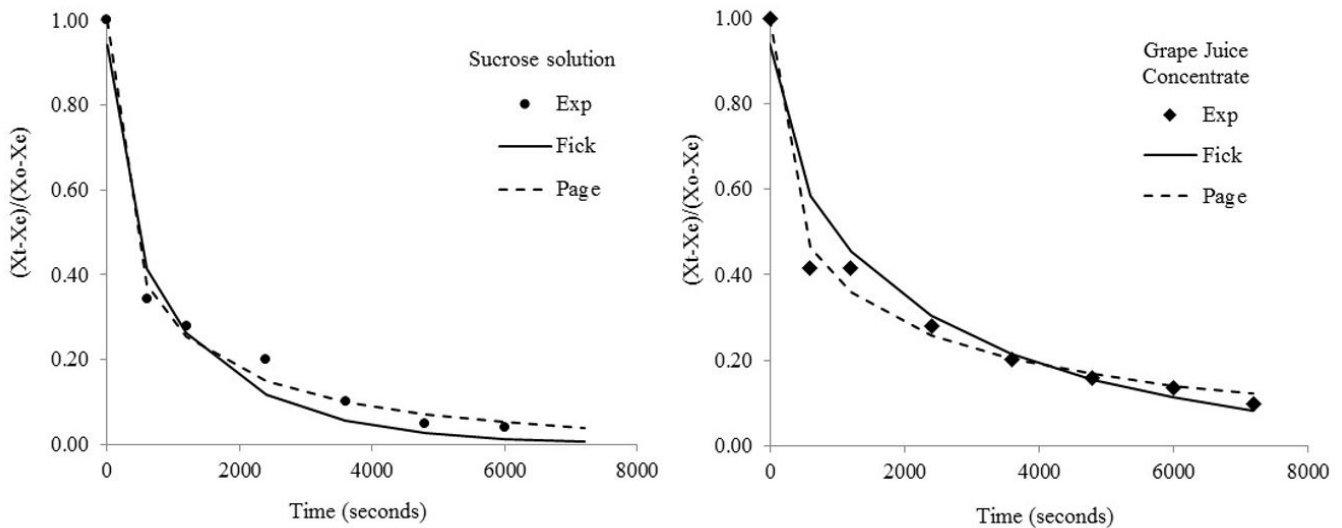 1.00
0.80
0.60
0.40
0.20
0.00
(Xt-Xe)/(Xo-Xe)
0
2000
4000
6000
8000
Time (seconds)
Sucrose solution
Exp
Fick
Page
1.00
0.80
0.60
0.40
0.20
0.00
(Xt-Xe)/(Xo-Xe)
0
2000
4000
6000
8000
Time (seconds)
Grape Juice
Concentrate
Exp
Fick
Page